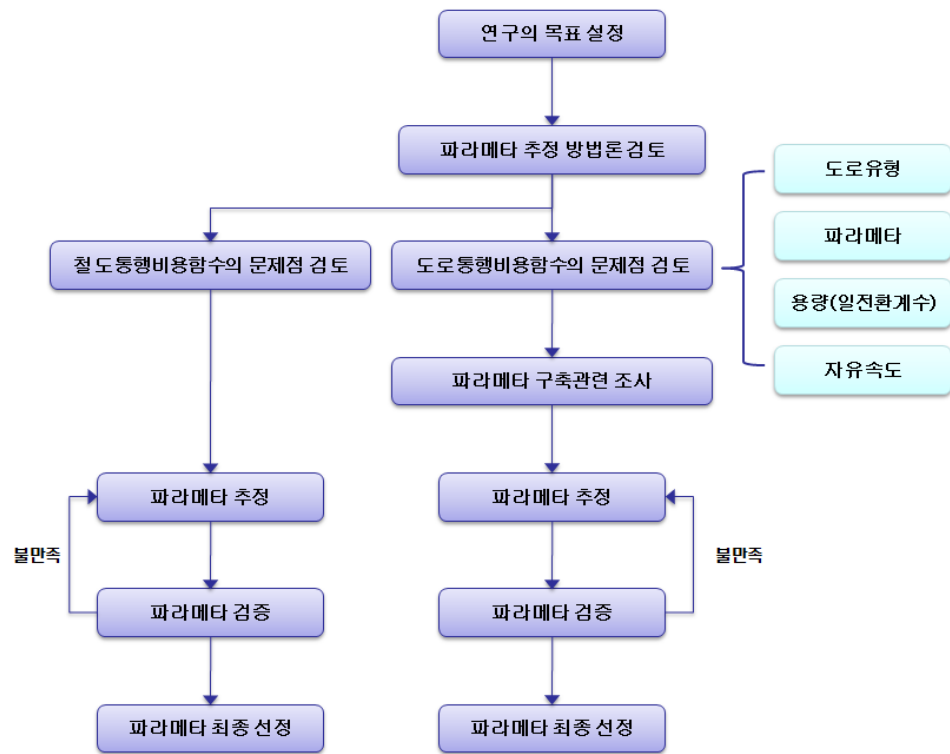 연구의 목표 설정
파라메타 추정 방법론 검토
도로유형
파라메타
철도통행비용함수의 문제점 검토
도로통행비용함수의 문제점 검토
용량(일전환계수)
자유속도
파라메타 구축관련 조사
파라메타 추정
파라메타 추정
불만족
불만족
파라메타 검증
파라메타 검증
파라메타 최종 선정
파라메타 최종 선정